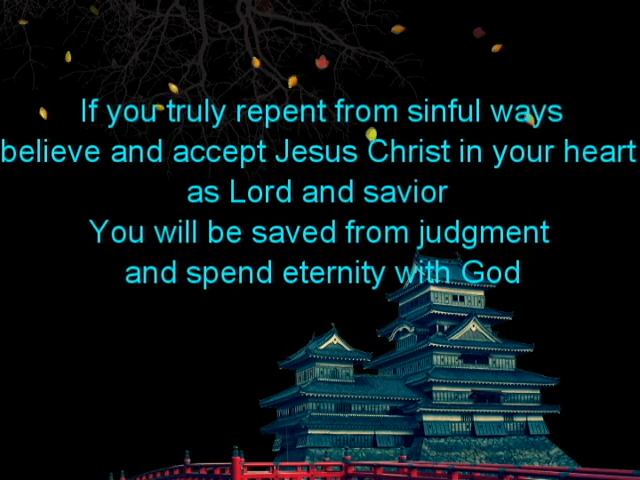 If you truly repent from sinful ways
believe and accept Jesus Christ in your heart
as Lord and savior
You will be saved from judgment
and spend eternity with God